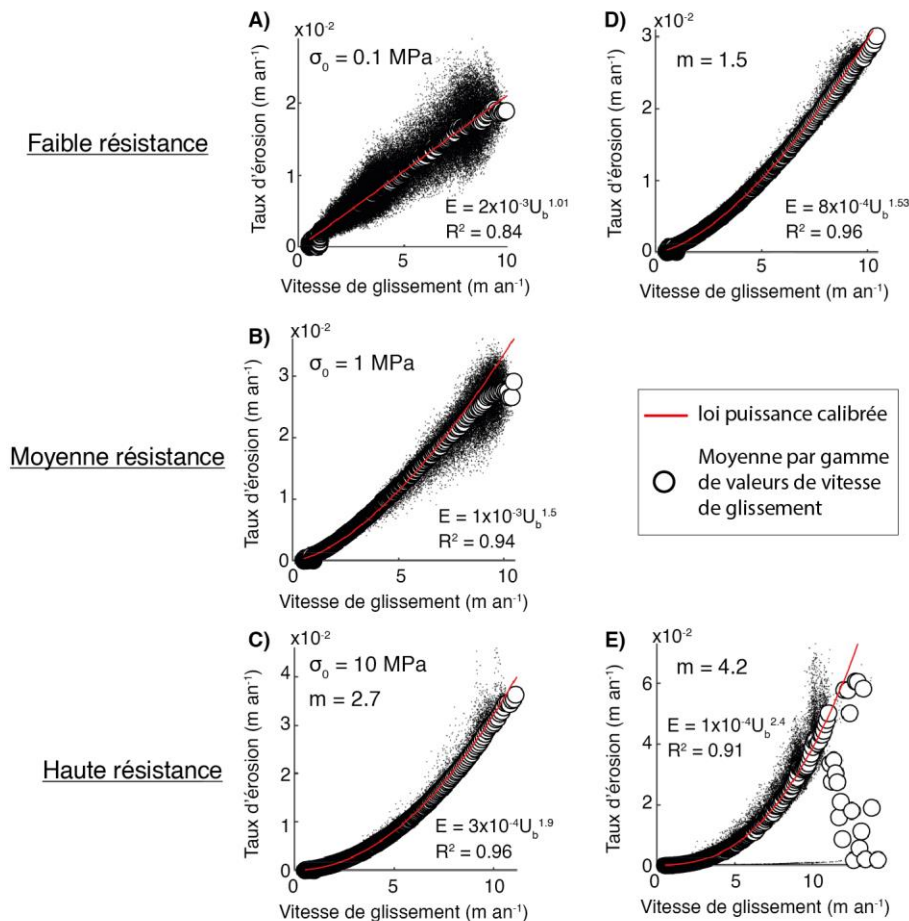 A)
x10⁻²
σ₀ = 0.1 MPa
Taux d'érosion (m an⁻¹)
2
1
0
E = 2x10⁻³U_b^1.01
R² = 0.84
0 5 10
Vitesse de glissement (m an⁻¹)
D)
x10⁻²
3
m = 1.5
Taux d'érosion (m an⁻¹)
2
1
0
E = 8x10⁻⁴U_b^1.53
R² = 0.96
0 5 10
Vitesse de glissement (m an⁻¹)
Faible résistance
B)
x10⁻²
σ₀ = 1 MPa
Taux d'érosion (m an⁻¹)
3
2
1
0
E = 1x10⁻³U_b^1.5
R² = 0.94
0 5 10
Vitesse de glissement (m an⁻¹)
Moyenne résistance
loi puissance calibrée
Moyenne par gamme
de valeurs de vitesse
de glissement
C)
x10⁻²
4
σ₀ = 10 MPa
m = 2.7
Taux d'érosion (m an⁻¹)
3
2
1
0
E = 3x10⁻⁴U_b^1.9
R² = 0.96
0 5 10
Vitesse de glissement (m an⁻¹)
E)
x10⁻²
m = 4.2
Taux d'érosion (m an⁻¹)
6
4
2
0
E = 1x10⁻⁴U_b^2.4
R² = 0.91
0 5 10
Vitesse de glissement (m an⁻¹)
Haute résistance